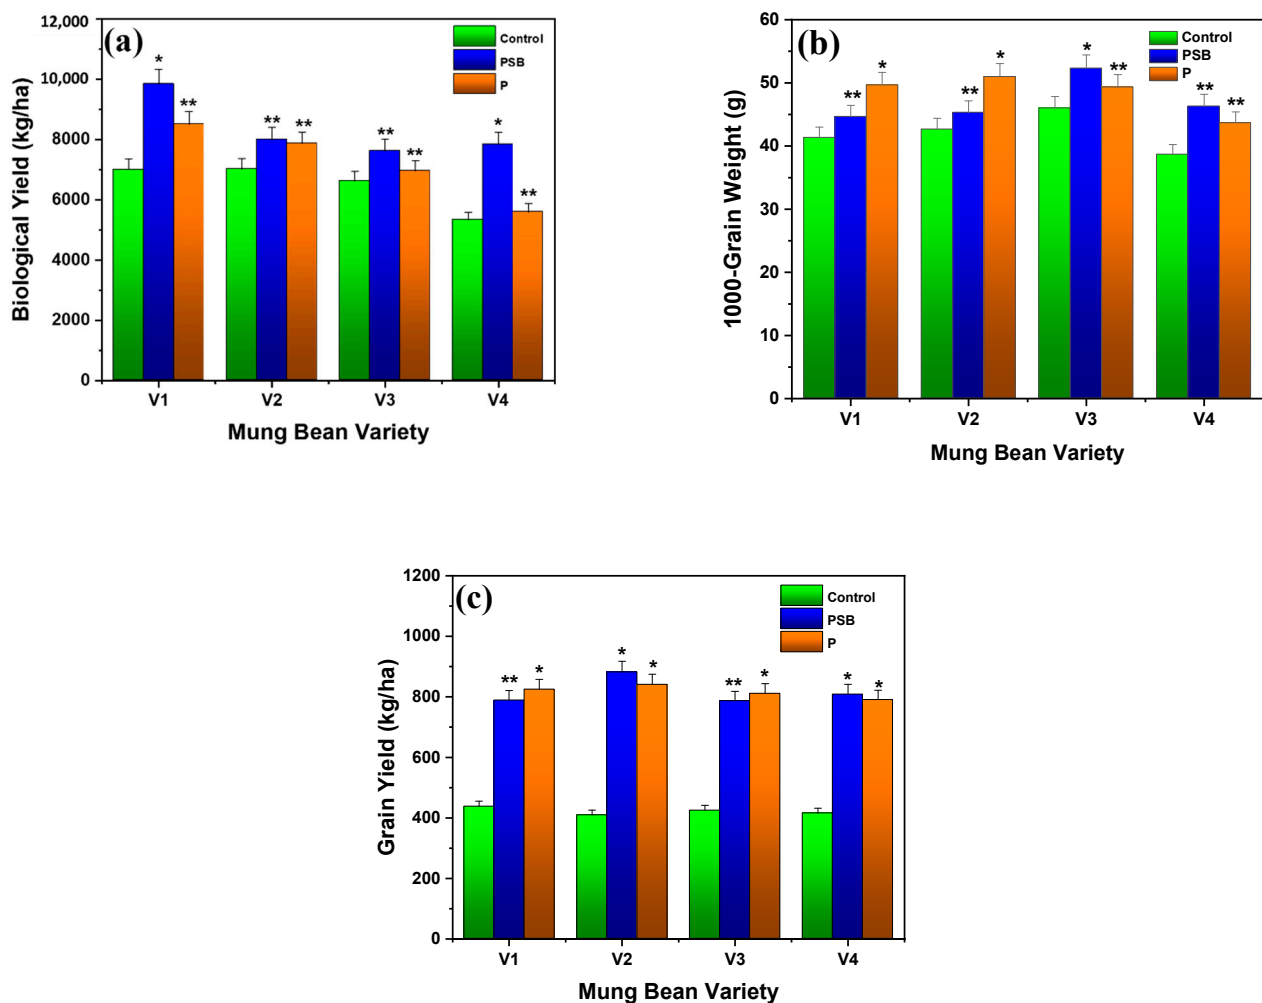 (a)
Control
PSB
P
12,000
10,000
8000
6000
4000
2000
0
Biological Yield (kg/ha)
*
**
**
**
**
**
*
**
V1
V2
V3
V4
Mung Bean Variety
(b)
Control
PSB
P
60
50
40
30
20
10
0
1000-Grain Weight (g)
**
*
**
*
*
**
**
**
V1
V2
V3
V4
Mung Bean Variety
(c)
Control
PSB
P
1200
1000
800
600
400
200
0
Grain Yield (kg/ha)
**
*
*
*
**
*
*
*
V1
V2
V3
V4
Mung Bean Variety